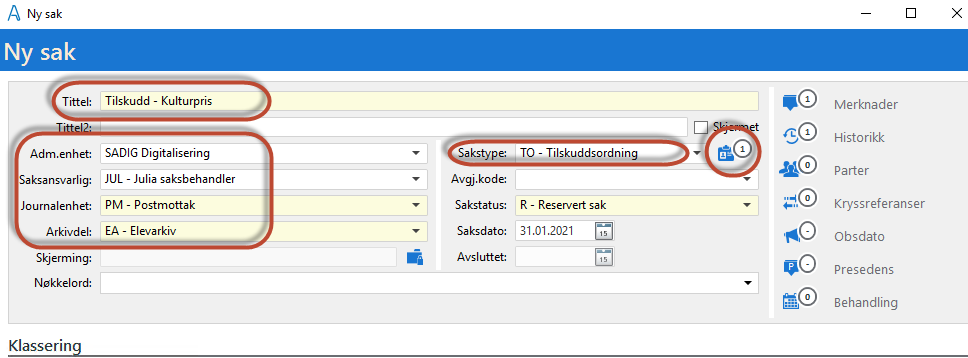 Ny sak
Ny sak
Tittel: Tilskudd - Kulturpris
Tittel2: Skjermet
Adm.enhet: SADIG Digitalisering
Saksansvarlig: JUL - Julia saksbehandler
Journalenhet: PM - Postmottak
Arkivdel: EA - Elevarkiv
Skjerming:
Nøkkelord:
Sakstype: TO - Tilskuddsordning 1
Avgj.kode:
Sakstatus: R - Reservert sak
Saksdato: 31.01.2021 15
Avsluttet: 15
1 Merknader
1 Historikk
0 Parter
0 Kryssreferanser
- Obsdato
P - Presedens
0 Behandling
Klassering